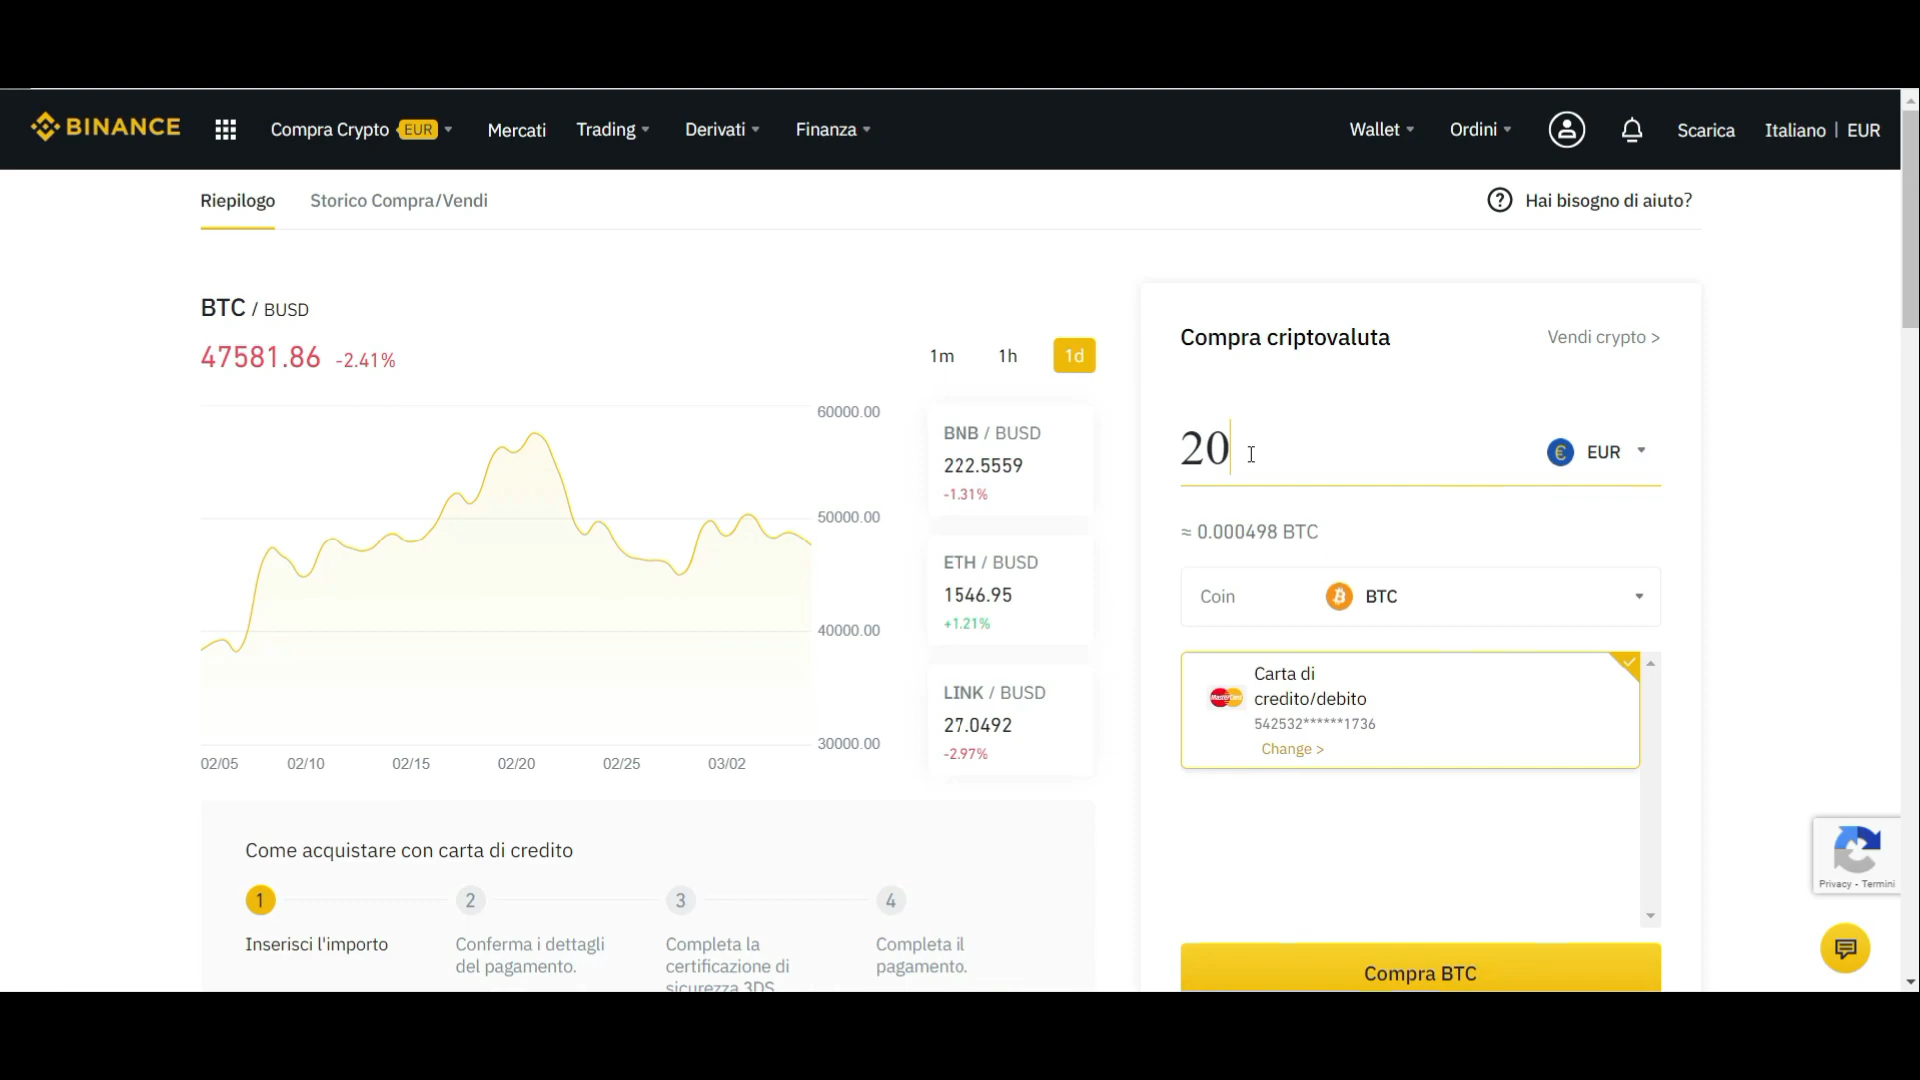 BINANCE
Compra Crypto EUR
Mercati
Trading
Derivati
Finanza
Wallet
Ordini
Scarica
Italiano | EUR
Riepilogo
Storico Compra/Vendi
Hai bisogno di aiuto?
BTC / BUSD
47581.86 -2.41%
1m
1h
1d
60000.00
50000.00
40000.00
30000.00
02/05
02/10
02/15
02/20
02/25
03/02
BNB / BUSD
222.5559
-1.31%
ETH / BUSD
1546.95
+1.21%
LINK / BUSD
27.0492
-2.97%
Compra criptovaluta
Vendi crypto >
20
€ EUR
≈ 0.000498 BTC
Coin
BTC
Carta di
credito/debito
MasterCard
542532******1736
Change >
Compra BTC
Come acquistare con carta di credito
1
2
3
4
Inserisci l'importo
Conferma i dettagli
del pagamento.
Completa la
certificazione di
sicurezza 3DS
Completa il
pagamento.
Privacy - Termini